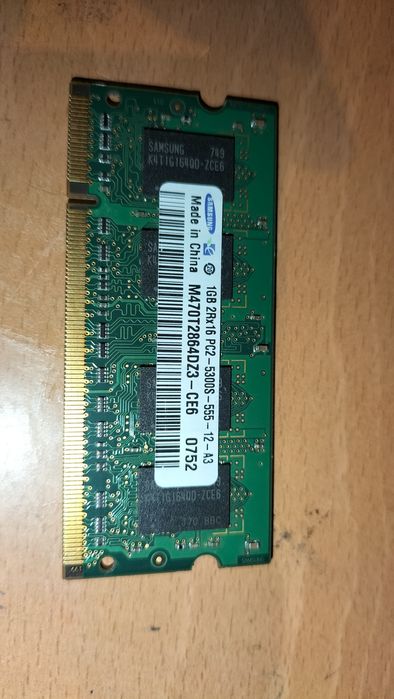 SAMSUNG 749
K4T1G164QD-ZCE6
SAMSUNG
1GB 2Rx16 PC2-5300S-555-12-A3
Made in China
M470T2864DZ3-CE6 0752
K4T1G164QD-ZCE6